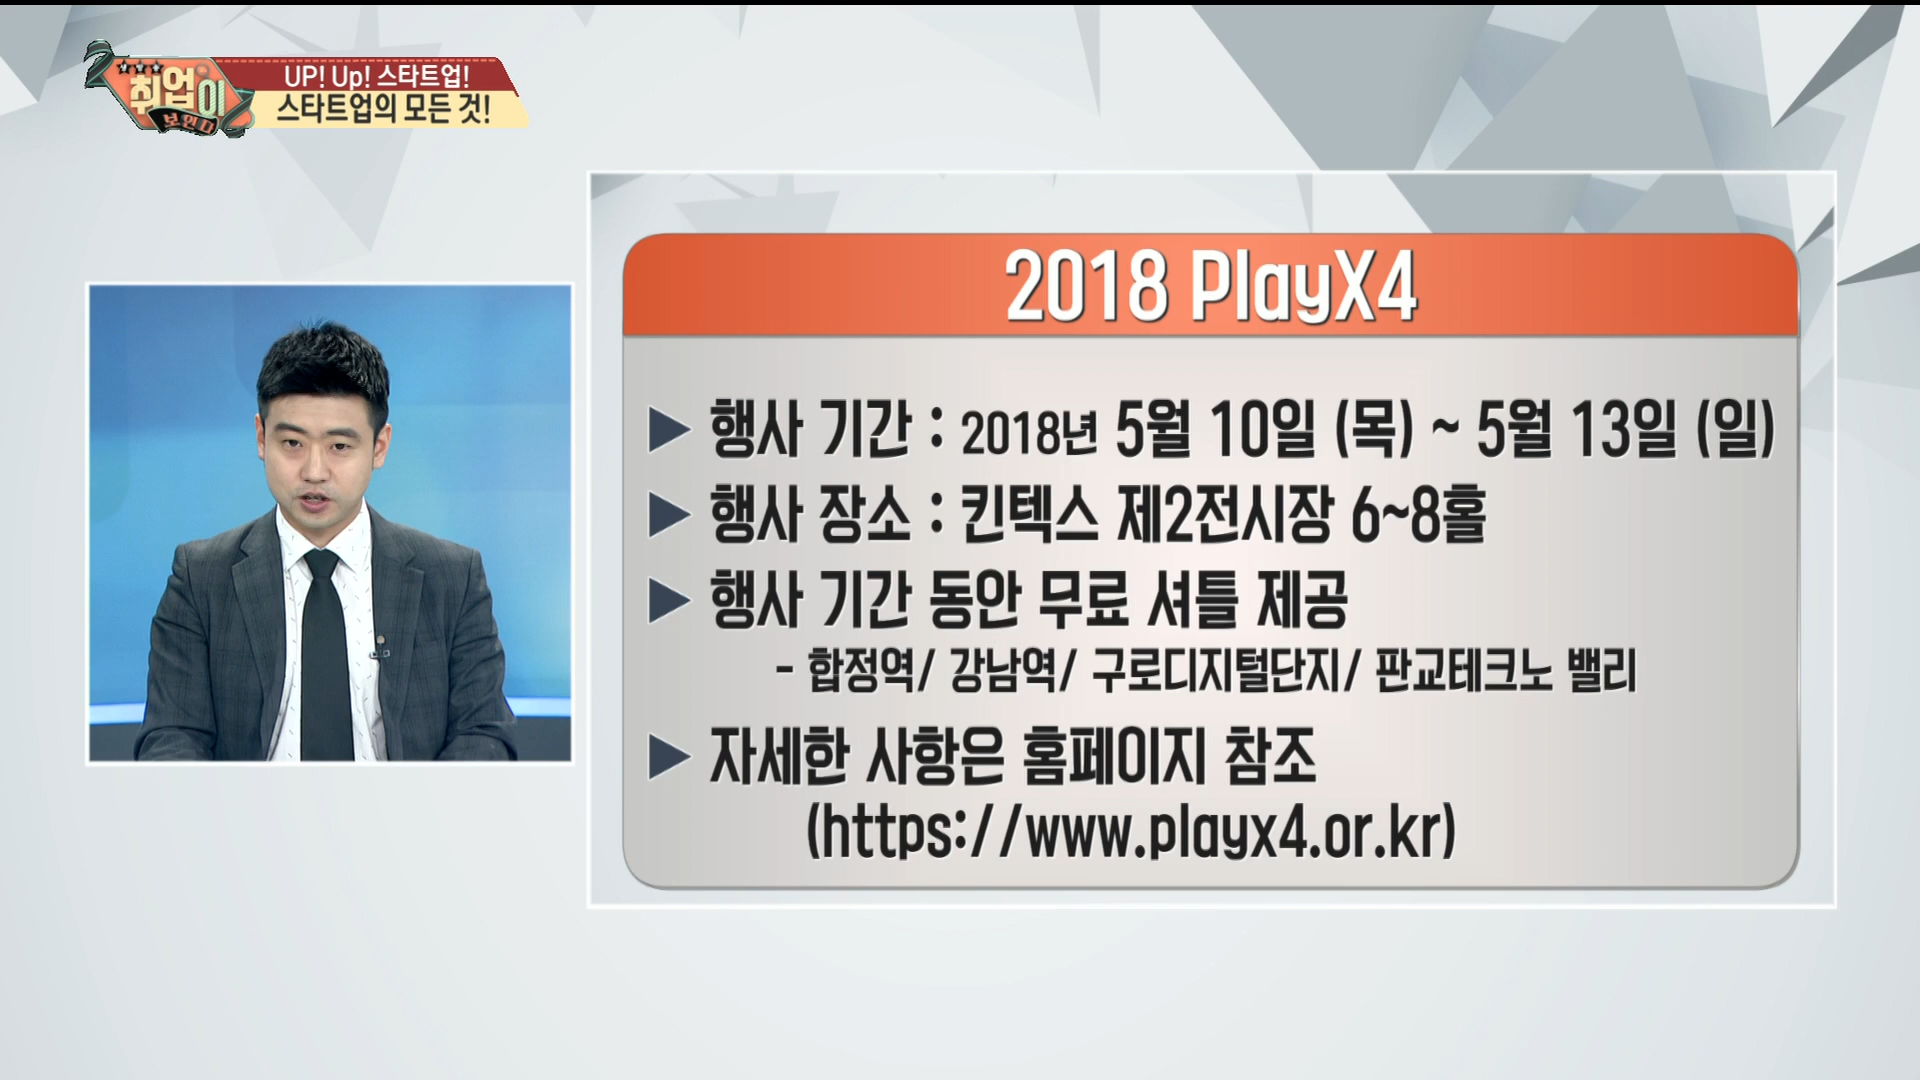 취업이
보인다
UP! Up! 스타트업!
스타트업의 모든 것!
2018 PlayX4
▶ 행사 기간 : 2018년 5월 10일 (목) ~ 5월 13일 (일)
▶ 행사 장소 : 킨텍스 제2전시장 6~8홀
▶ 행사 기간 동안 무료 셔틀 제공
- 합정역/ 강남역/ 구로디지털단지/ 판교테크노 밸리
▶ 자세한 사항은 홈페이지 참조
(https://www.playx4.or.kr)